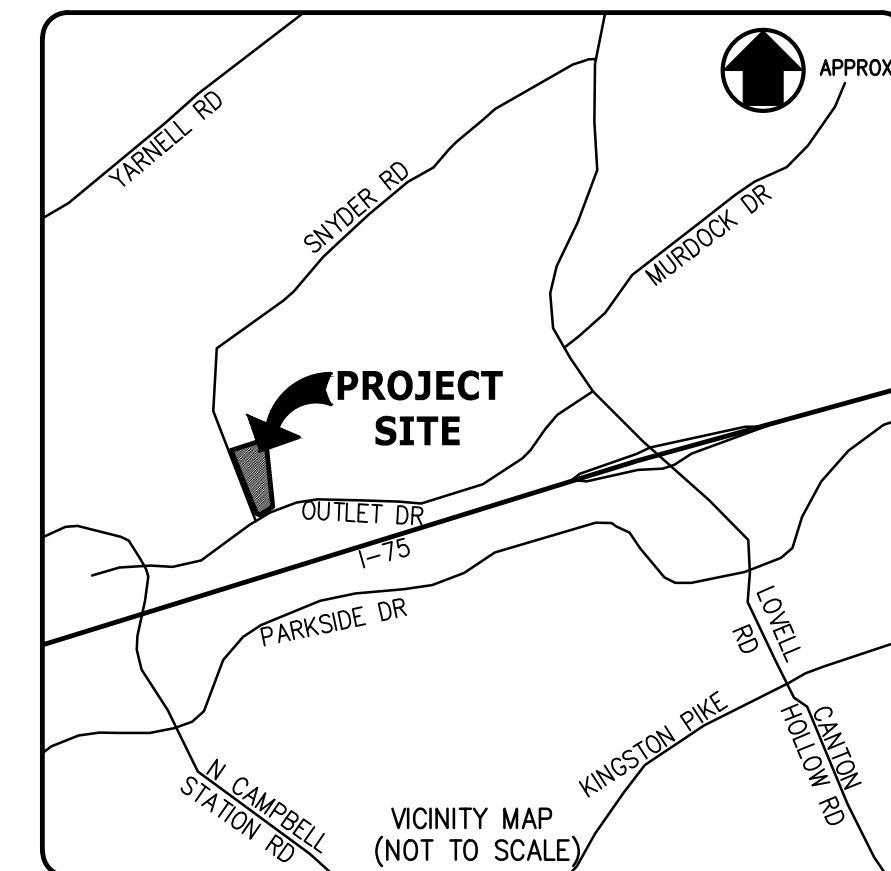 APPROX
YARNELL RD
SNYDER RD
MURDOCK DR
PROJECT
SITE
OUTLET DR
I-75
PARKSIDE DR
LOVELL
RD
KINGSTON PIKE
CANTON
HOLLOW RD
N CAMPBELL
STATION RD
VICINITY MAP
(NOT TO SCALE)